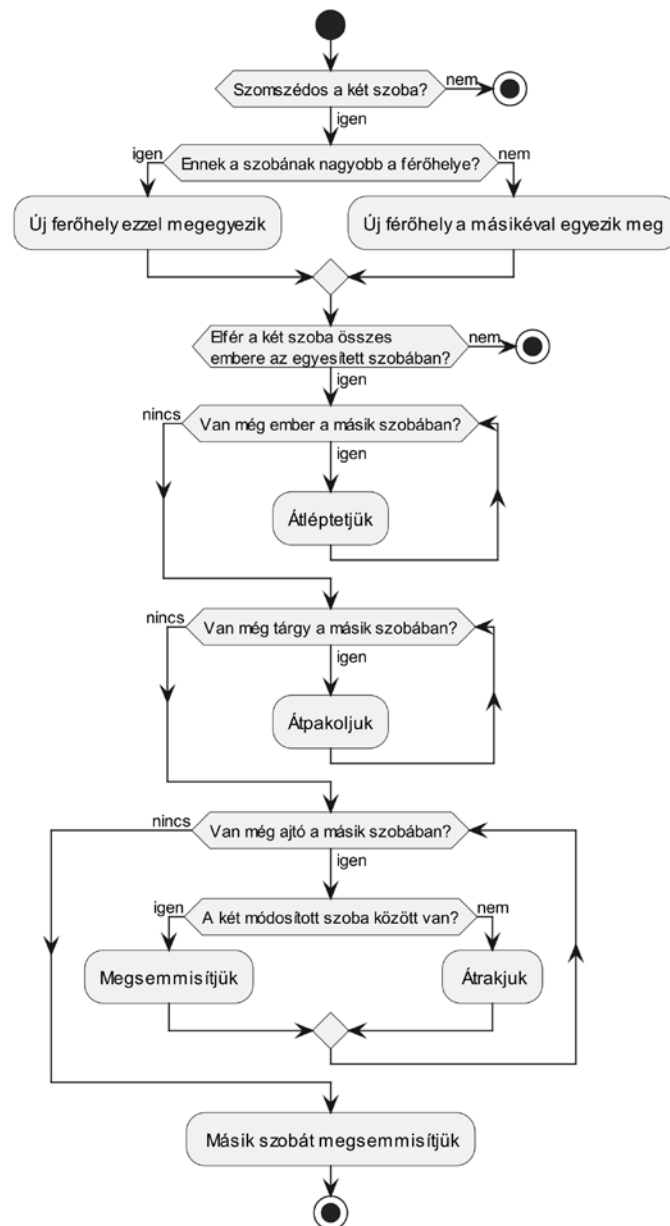 Szomszédos a két szoba?
nem
igen
igen
Ennek a szobának nagyobb a férőhelye?
nem
Új ferőhely ezzel megegyezik
Új férőhely a másikéval egyezik meg
Elfér a két szoba összes
embere az egyesített szobában?
nem
igen
nincs
Van még ember a másik szobában?
igen
Átléptetjük
nincs
Van még tárgy a másik szobában?
igen
Átpakoljuk
nincs
Van még ajtó a másik szobában?
igen
igen
A két módosított szoba között van?
nem
Megsemmisítjük
Átrakjuk
Másik szobát megsemmisítjük